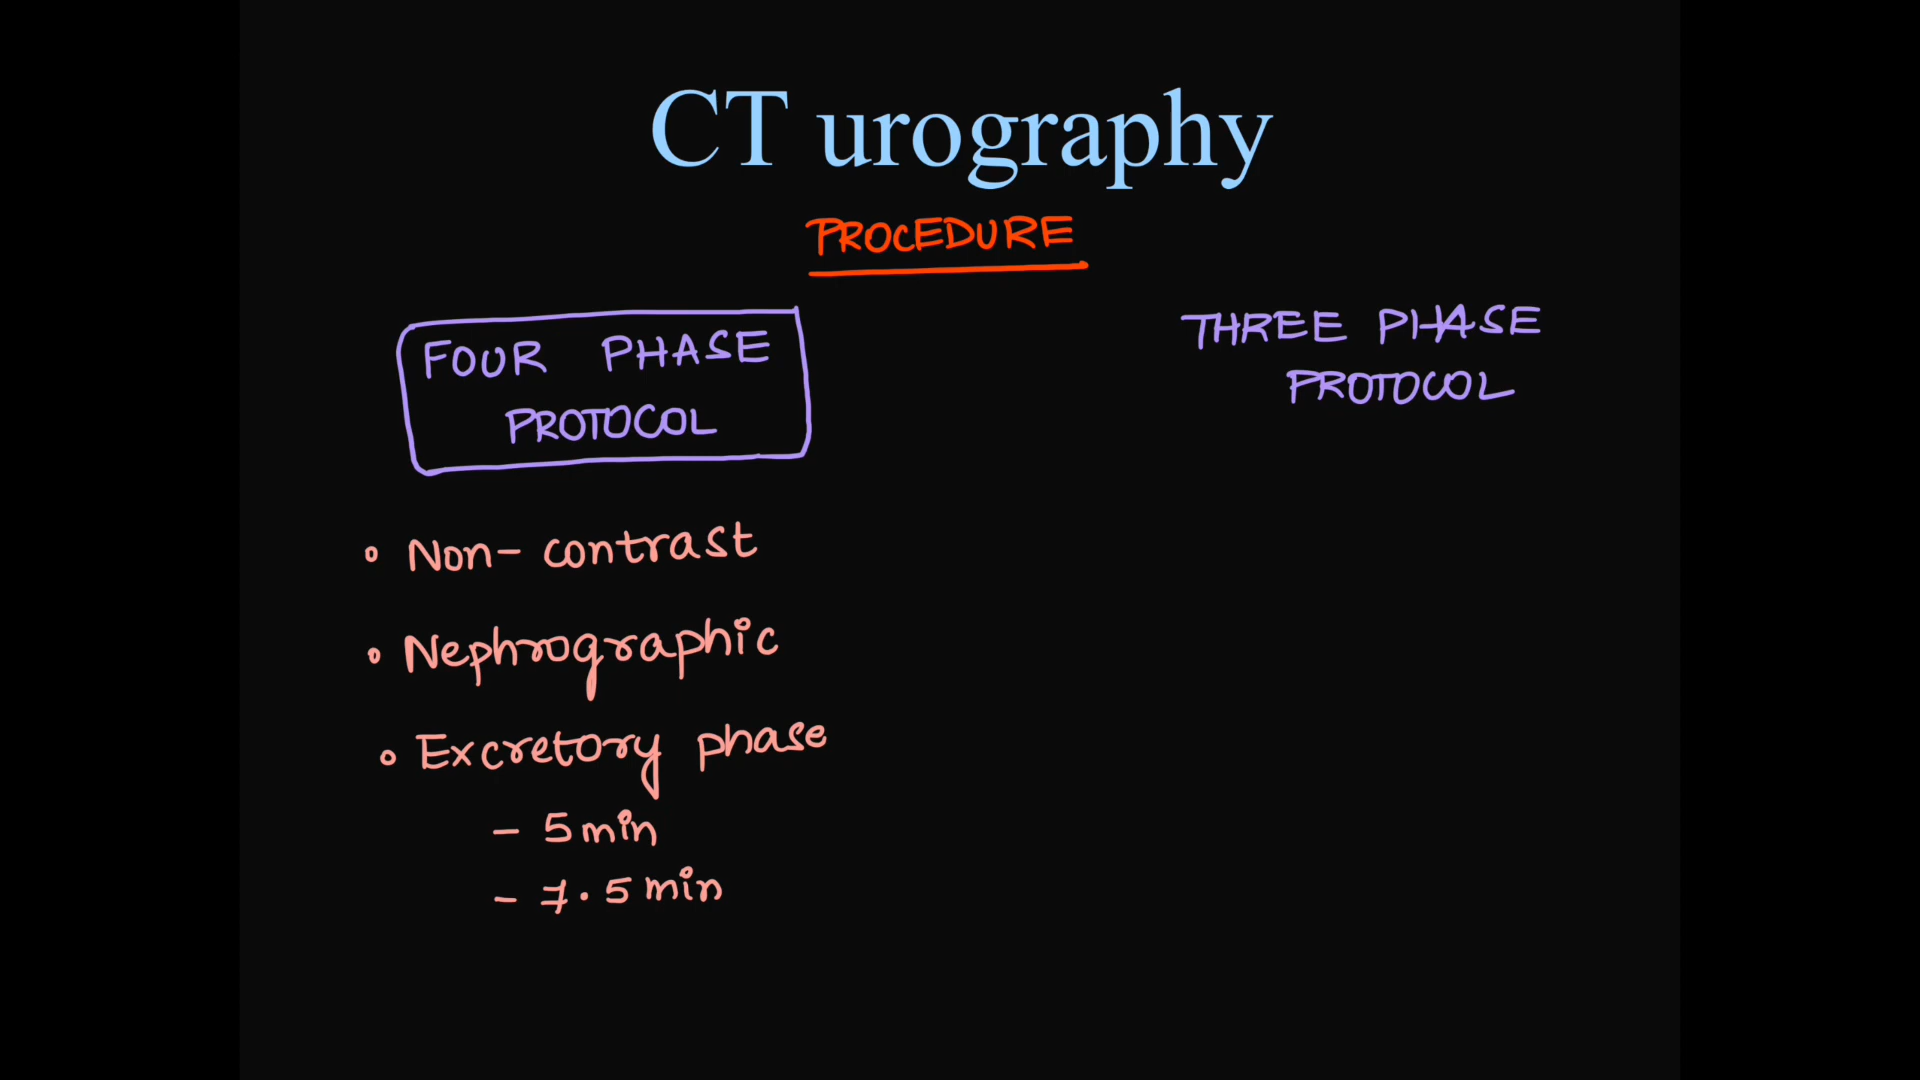 CT urography
PROCEDURE
FOUR PHASE
PROTOCOL
• Non-contrast
• Nephrographic
• Excretory phase
- 5 min
- 7.5 min
THREE PHASE
PROTOCOL